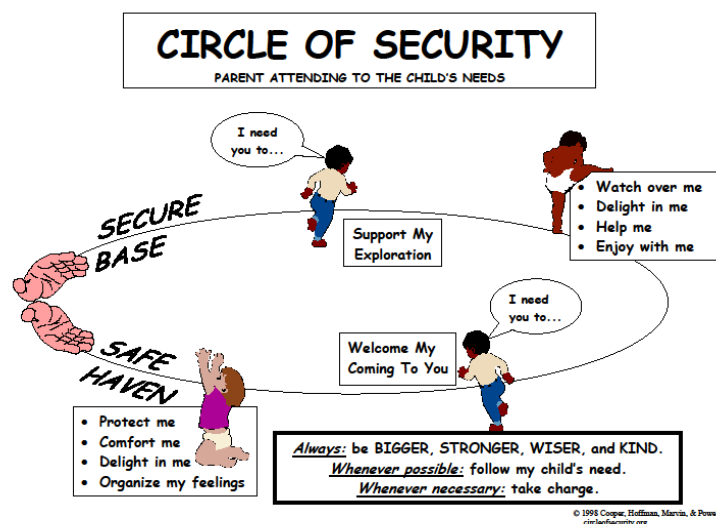 CIRCLE OF SECURITY
PARENT ATTENDING TO THE CHILD'S NEEDS
I need
you to...
SECURE
BASE
Support My
Exploration
• Watch over me
• Delight in me
• Help me
• Enjoy with me
I need
you to...
Welcome My
Coming To You
SAFE
HAVEN
• Protect me
• Comfort me
• Delight in me
• Organize my feelings
Always: be BIGGER, STRONGER, WISER, and KIND.
Whenever possible: follow my child's need.
Whenever necessary: take charge.
© 1998 Cooper, Hoffman, Marvin, & Powe
circleofsecurity.org